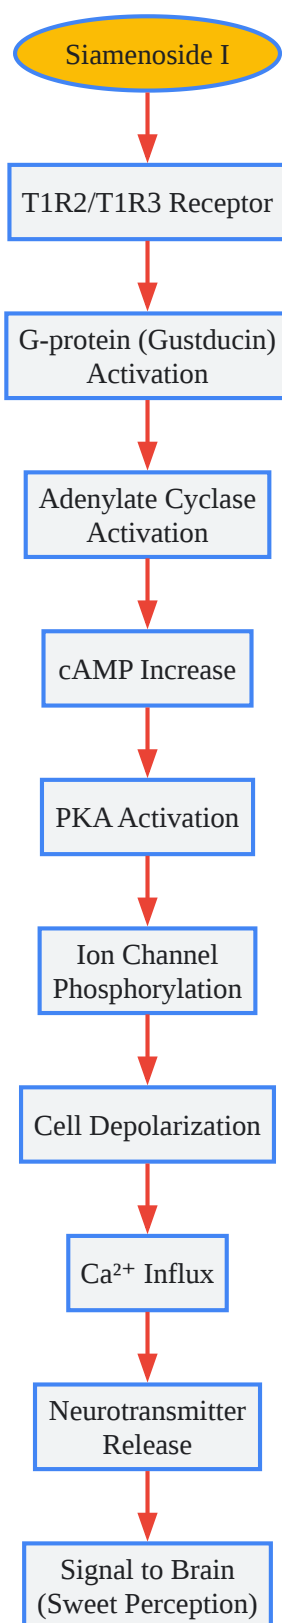 Siamenoside I
T1R2/T1R3 Receptor
G-protein (Gustducin)
Activation
Adenylate Cyclase
Activation
cAMP Increase
PKA Activation
Ion Channel
Phosphorylation
Cell Depolarization
Ca²⁺ Influx
Neurotransmitter
Release
Signal to Brain
(Sweet Perception)